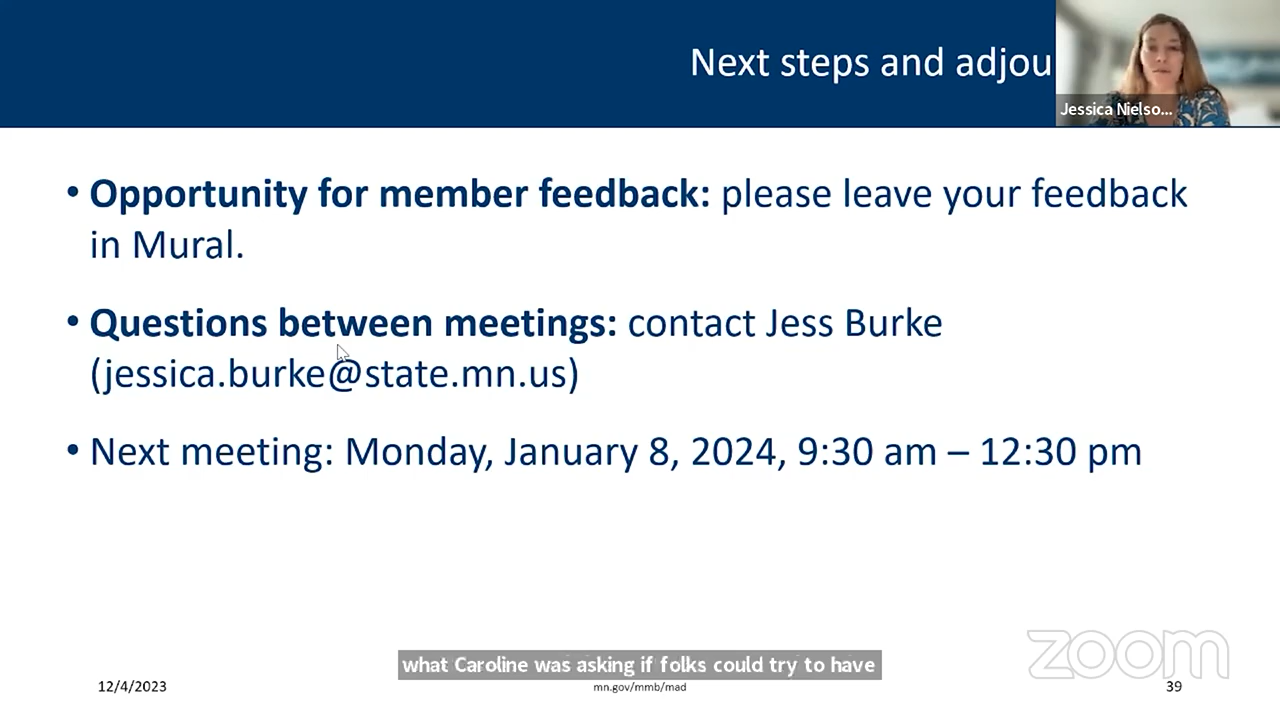 Next steps and adjou
Jessica Nielso...
• Opportunity for member feedback: please leave your feedback
in Mural.
• Questions between meetings: contact Jess Burke
(jessica.burke@state.mn.us)
• Next meeting: Monday, January 8, 2024, 9:30 am – 12:30 pm
zoom
what Caroline was asking if folks could try to have
12/4/2023
mn.gov/mmb/mad
39